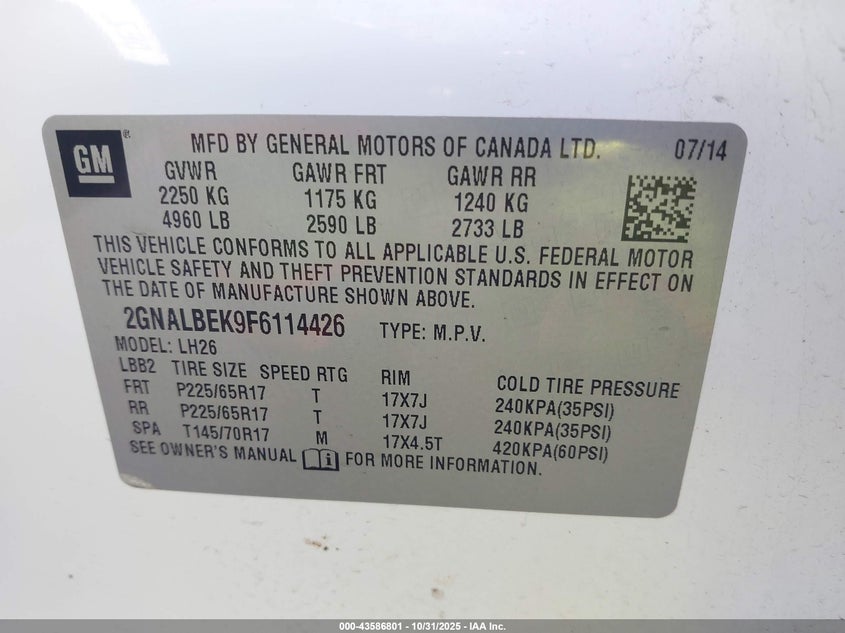 GM ®
MFD BY GENERAL MOTORS OF CANADA LTD. 07/14
GVWR GAWR FRT GAWR RR
2250 KG 1175 KG 1240 KG
4960 LB 2590 LB 2733 LB
THIS VEHICLE CONFORMS TO ALL APPLICABLE U.S. FEDERAL MOTOR
VEHICLE SAFETY AND THEFT PREVENTION STANDARDS IN EFFECT ON
THE DATE OF MANUFACTURE SHOWN ABOVE.
2GNALBEK9F6114426 TYPE: M.P.V.
MODEL: LH26
LBB2 TIRE SIZE SPEED RTG RIM COLD TIRE PRESSURE
FRT P225/65R17 T 17X7J 240KPA(35PSI)
RR P225/65R17 T 17X7J 240KPA(35PSI)
SPA T145/70R17 M 17X4.5T 420KPA(60PSI)
SEE OWNER'S MANUAL i FOR MORE INFORMATION.
000-43586801 - 10/31/2025 - IAA Inc.